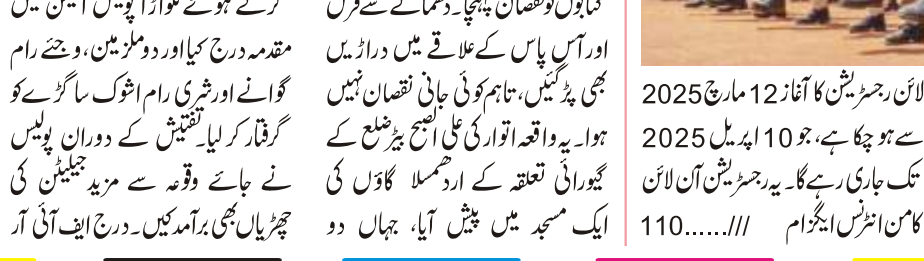 لائن رجسٹریشن کا آغاز 12 مارچ 2025
سے ہو چکا ہے، جو 10 اپریل 2025
تک جاری رہے گا۔ یہ رجسٹریشن آن لائن
کامن انٹرنس ایگزام ///......110
کتابوں کو نقصان پہنچا۔ دھماکے سے فرش
اور آس پاس کے علاقے میں دراڑیں
بھی پڑ گئیں، تاہم کوئی جانی نقصان نہیں
ہوا۔ یہ واقعہ اتوار کی علی الصبح بیڑ ضلع کے
گیورائی تعلقہ کے اردھمسلا گاؤں کی
ایک مسجد میں پیش آیا، جہاں دو
کرتے ہوئے تلواڑا پولیس اسٹیشن میں
مقدمہ درج کیا اور دو ملزمین، وجئے رام
گوانے اور شری رام اشوک ساگڑے کو
گرفتار کر لیا۔ تفتیش کے دوران پولیس
نے جائے وقوعہ سے مزید جیلیٹن کی
چھڑیاں بھی برآمد کیں۔ درج ایف آئی آر